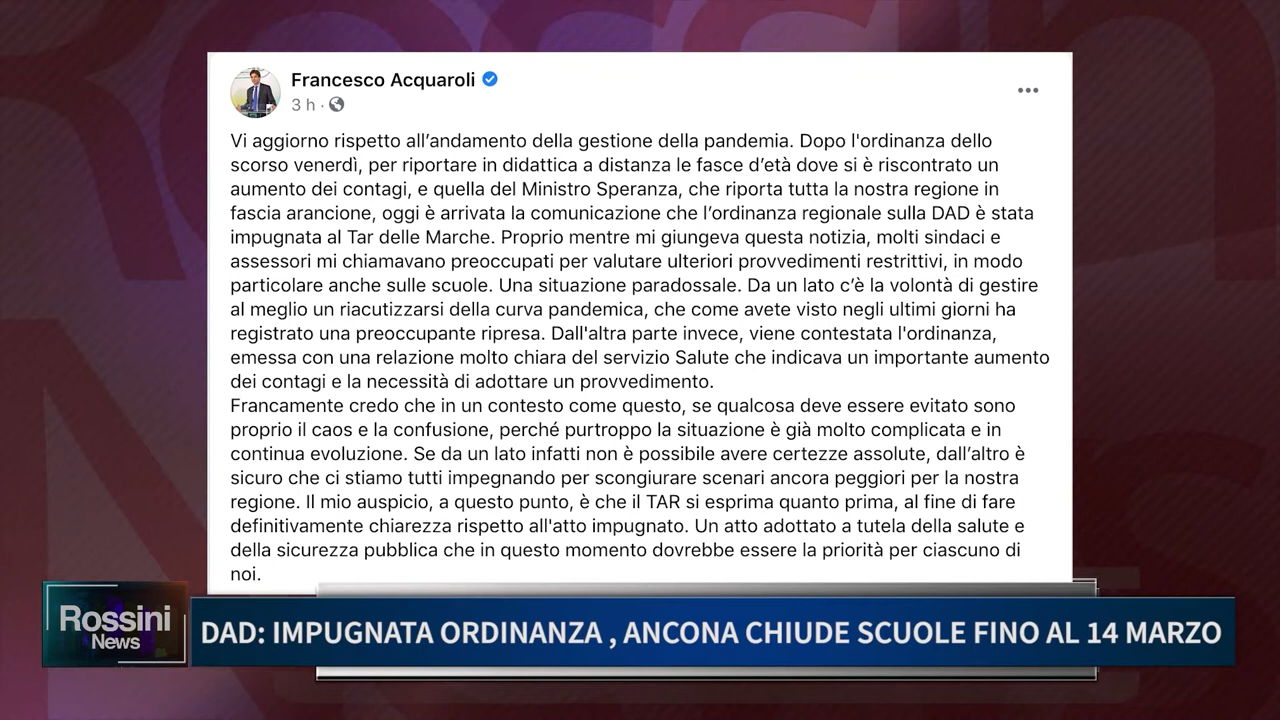 Francesco Acquaroli
3 h ·
Vi aggiorno rispetto all’andamento della gestione della pandemia. Dopo l'ordinanza dello
scorso venerdì, per riportare in didattica a distanza le fasce d’età dove si è riscontrato un
aumento dei contagi, e quella del Ministro Speranza, che riporta tutta la nostra regione in
fascia arancione, oggi è arrivata la comunicazione che l’ordinanza regionale sulla DAD è stata
impugnata al Tar delle Marche. Proprio mentre mi giungeva questa notizia, molti sindaci e
assessori mi chiamavano preoccupati per valutare ulteriori provvedimenti restrittivi, in modo
particolare anche sulle scuole. Una situazione paradossale. Da un lato c’è la volontà di gestire
al meglio un riacutizzarsi della curva pandemica, che come avete visto negli ultimi giorni ha
registrato una preoccupante ripresa. Dall'altra parte invece, viene contestata l'ordinanza,
emessa con una relazione molto chiara del servizio Salute che indicava un importante aumento
dei contagi e la necessità di adottare un provvedimento.
Francamente credo che in un contesto come questo, se qualcosa deve essere evitato sono
proprio il caos e la confusione, perché purtroppo la situazione è già molto complicata e in
continua evoluzione. Se da un lato infatti non è possibile avere certezze assolute, dall’altro è
sicuro che ci stiamo tutti impegnando per scongiurare scenari ancora peggiori per la nostra
regione. Il mio auspicio, a questo punto, è che il TAR si esprima quanto prima, al fine di fare
definitivamente chiarezza rispetto all'atto impugnato. Un atto adottato a tutela della salute e
della sicurezza pubblica che in questo momento dovrebbe essere la priorità per ciascuno di
noi.
Rossini
News
DAD: IMPUGNATA ORDINANZA , ANCONA CHIUDE SCUOLE FINO AL 14 MARZO